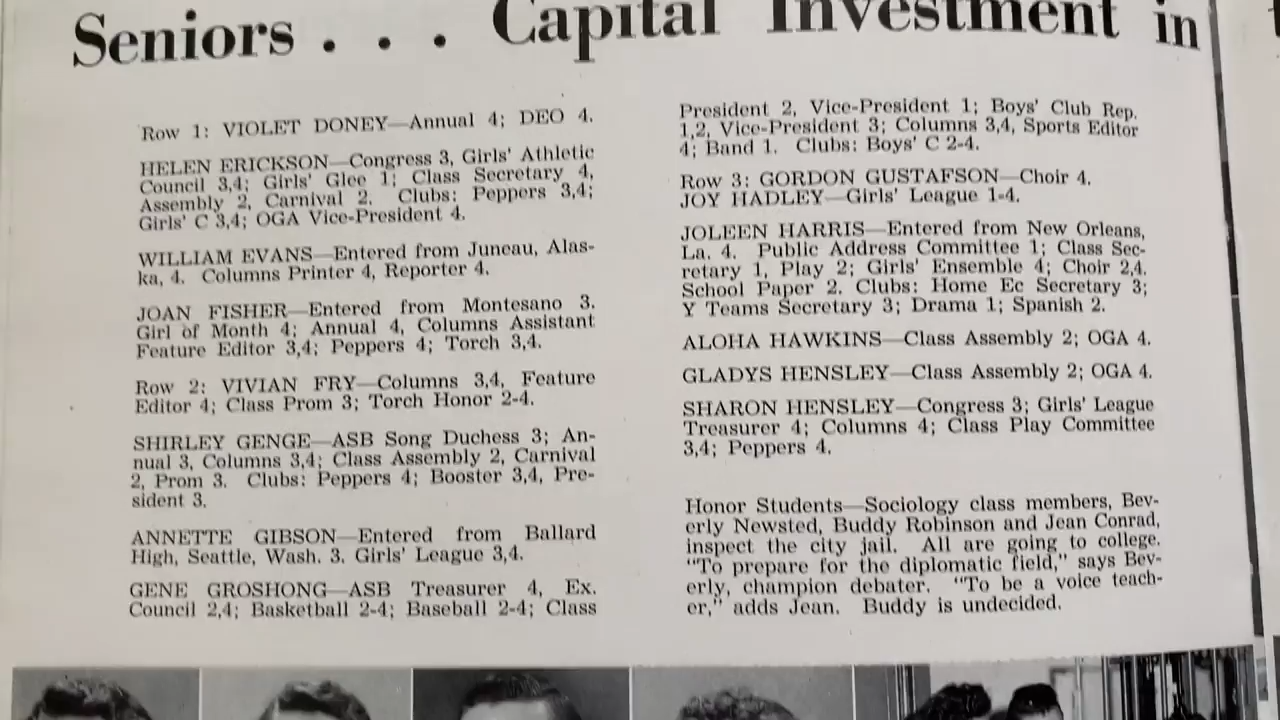 Seniors . . . Capital Investment in
Row 1: VIOLET DONEY—Annual 4; DEO 4.
HELEN ERICKSON—Congress 3, Girls' Athletic
Council 3,4; Girls' Glee 1; Class Secretary 4,
Assembly 2, Carnival 2. Clubs: Peppers 3,4;
Girls' C 3,4; OGA Vice-President 4.
WILLIAM EVANS—Entered from Juneau, Alas-
ka, 4. Columns Printer 4, Reporter 4.
JOAN FISHER—Entered from Montesano 3.
Girl of Month 4; Annual 4, Columns Assistant
Feature Editor 3,4; Peppers 4; Torch 3,4.
Row 2: VIVIAN FRY—Columns 3,4, Feature
Editor 4; Class Prom 3; Torch Honor 2-4.
SHIRLEY GENGE—ASB Song Duchess 3; An-
nual 3, Columns 3,4; Class Assembly 2, Carnival
2, Prom 3. Clubs: Peppers 4; Booster 3,4, Pre-
sident 3.
ANNETTE GIBSON—Entered from Ballard
High, Seattle, Wash. 3. Girls' League 3,4.
GENE GROSHONG—ASB Treasurer 4, Ex.
Council 2,4; Basketball 2-4; Baseball 2-4; Class
President 2, Vice-President 1; Boys' Club Rep.
1,2, Vice-President 3; Columns 3,4, Sports Editor
4; Band 1. Clubs: Boys' C 2-4.
Row 3: GORDON GUSTAFSON—Choir 4.
JOY HADLEY—Girls' League 1-4.
JOLEEN HARRIS—Entered from New Orleans,
La. 4. Public Address Committee 1; Class Sec-
retary 1, Play 2; Girls' Ensemble 4; Choir 2,4.
School Paper 2. Clubs: Home Ec Secretary 3;
Y Teams Secretary 3; Drama 1; Spanish 2.
ALOHA HAWKINS—Class Assembly 2; OGA 4.
GLADYS HENSLEY—Class Assembly 2; OGA 4.
SHARON HENSLEY—Congress 3; Girls' League
Treasurer 4; Columns 4; Class Play Committee
3,4; Peppers 4.
Honor Students—Sociology class members, Bev-
erly Newsted, Buddy Robinson and Jean Conrad,
inspect the city jail. All are going to college.
"To prepare for the diplomatic field," says Bev-
erly, champion debater. "To be a voice teach-
er," adds Jean. Buddy is undecided.